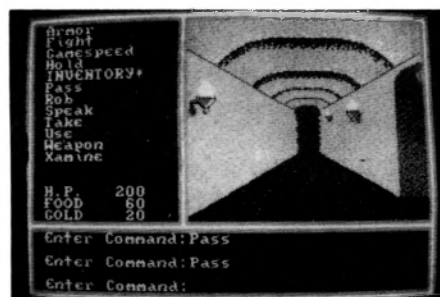 Armor
Fight
Gamespeed
Hold
INVENTORY*
Pass
Rob
Speak
Take
Use
Weapon
Xamine
H.P. 200
FOOD 60
GOLD 20
Enter Command:Pass
Enter Command:Pass
Enter Command: